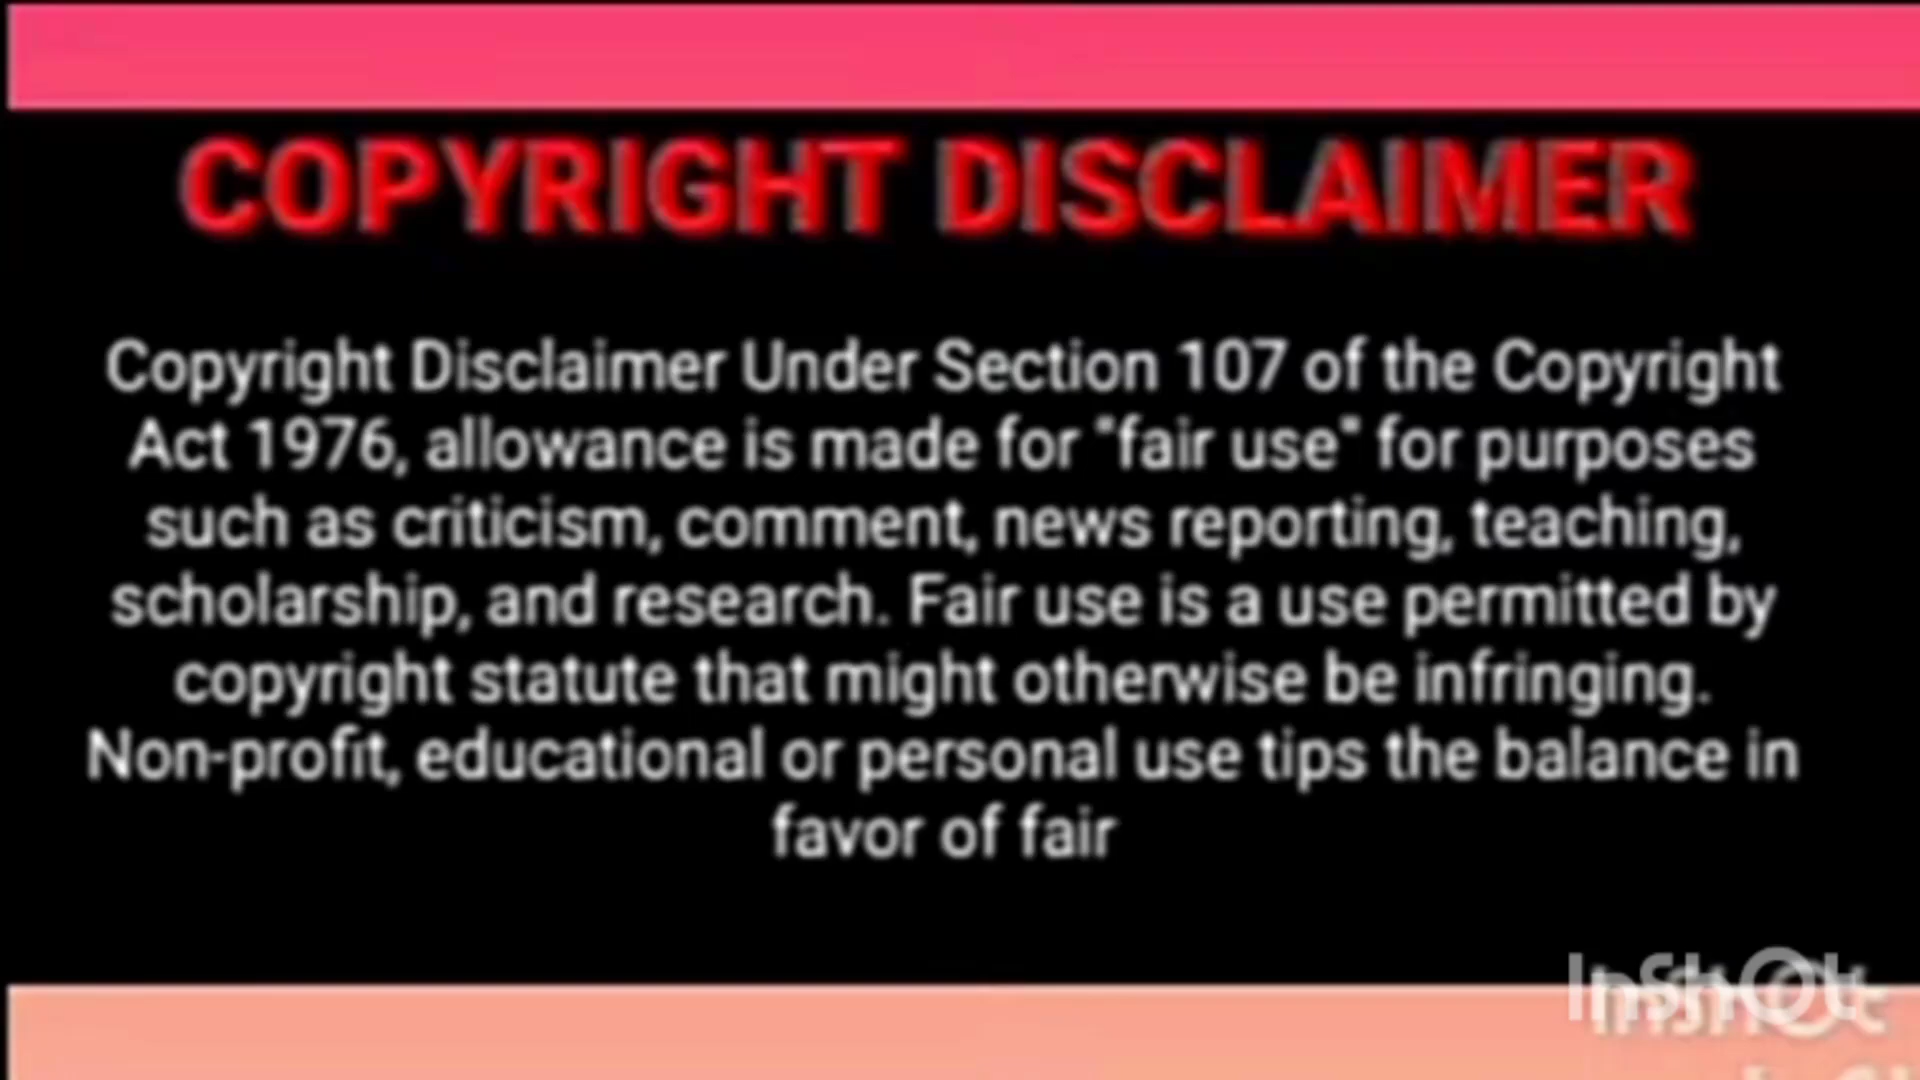 COPYRIGHT DISCLAIMER
Copyright Disclaimer Under Section 107 of the Copyright
Act 1976, allowance is made for "fair use" for purposes
such as criticism, comment, news reporting, teaching,
scholarship, and research. Fair use is a use permitted by
copyright statute that might otherwise be infringing.
Non-profit, educational or personal use tips the balance in
favor of fair
InShOt
InShOt